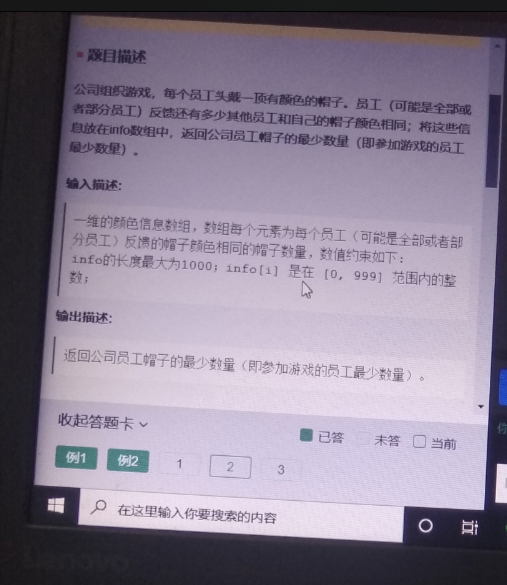 题目描述
公司组织游戏，每个员工头戴一顶有颜色的帽子。员工（可能是全部或
者部分员工）反馈还有多少其他员工和自己的帽子颜色相同；将这些信
息放在info数组中，返回公司员工帽子的最少数量（即参加游戏的员工
最少数量）。
输入描述:
一维的颜色信息数组，数组每个元素为每个员工（可能是全部或者部
分员工）反馈的帽子颜色相同的帽子数量，数值约束如下：
info的长度最大为1000；info[i] 是在 [0, 999] 范围内的整
数；
输出描述:
返回公司员工帽子的最少数量（即参加游戏的员工最少数量）。
收起答题卡
已答 未答 当前
例1 例2 1 2 3
在这里输入你要搜索的内容
Lenovo